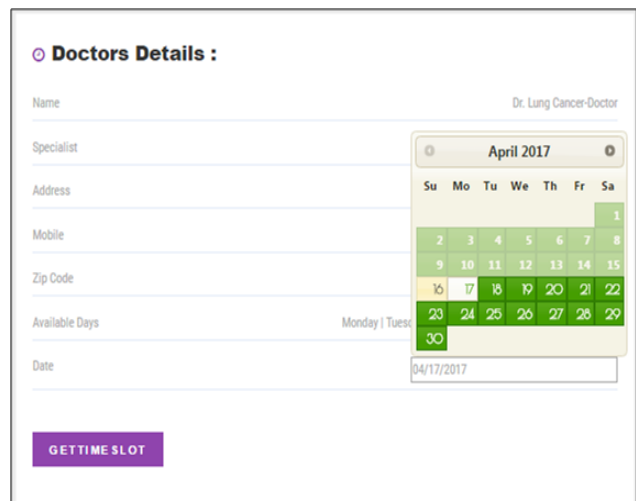 Doctors Details :
Name Dr. Lung Cancer-Doctor
Specialist
Address
Mobile
Zip Code
Available Days Monday |
Date 04/17/2017
April 2017
Su Mo Tu We Th Fr Sa
1
2 3 4 5 6 7 8
9 10 11 12 13 14 15
16 17 18 19 20 21 22
23 24 25 26 27 28 29
30
GET TIME SLOT